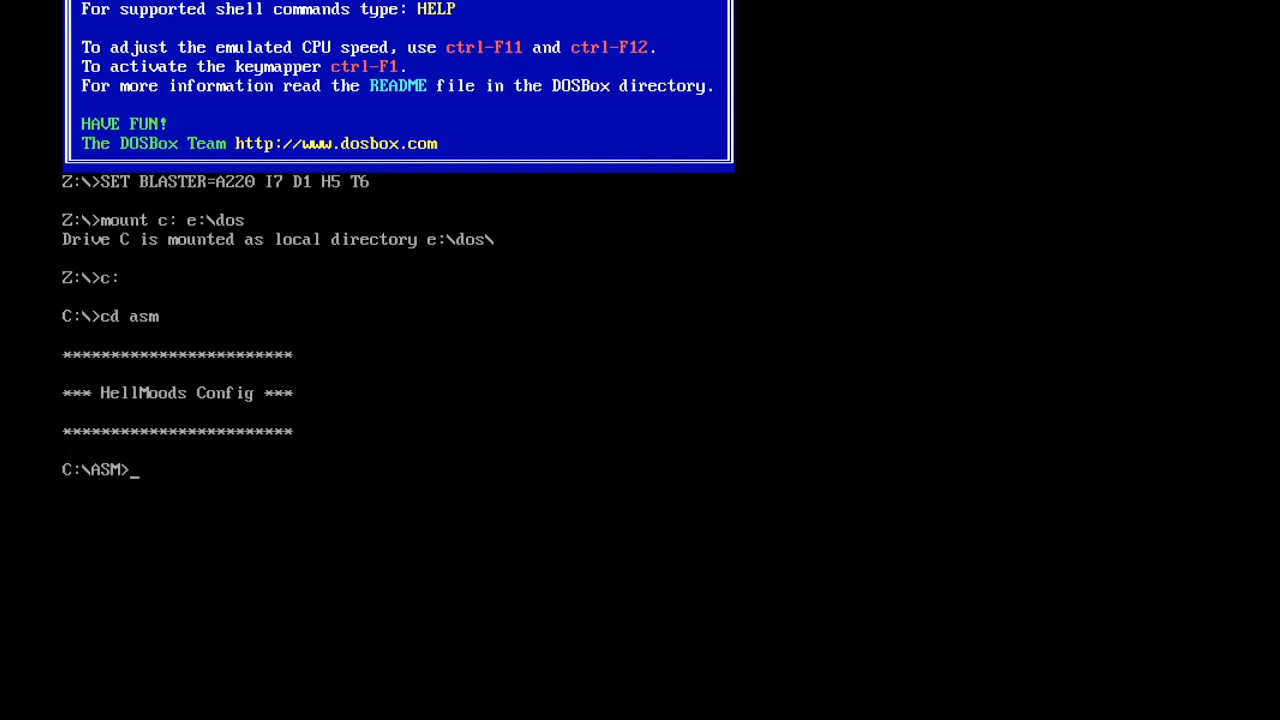 For supported shell commands type: HELP
To adjust the emulated CPU speed, use ctrl-F11 and ctrl-F12.
To activate the keymapper ctrl-F1.
For more information read the README file in the DOSBox directory.
HAVE FUN!
The DOSBox Team http://www.dosbox.com
Z:\>SET BLASTER=A220 I7 D1 H5 T6
Z:\>mount c: e:\dos
Drive C is mounted as local directory e:\dos\
Z:\>c:
C:\>cd asm
************************
*** HellMoods Config ***
************************
C:\ASM>_